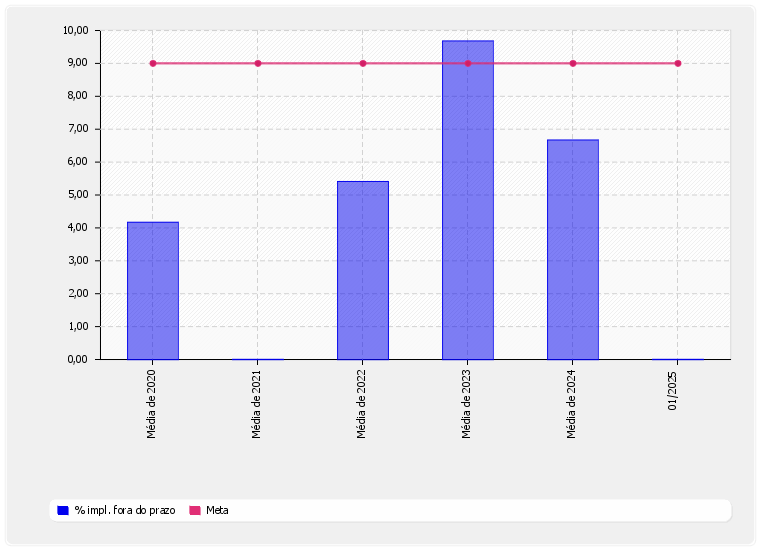 10,00
9,00
8,00
7,00
6,00
5,00
4,00
3,00
2,00
1,00
0,00
Média de 2020
Média de 2021
Média de 2022
Média de 2023
Média de 2024
01/2025
% impl. fora do prazo
Meta